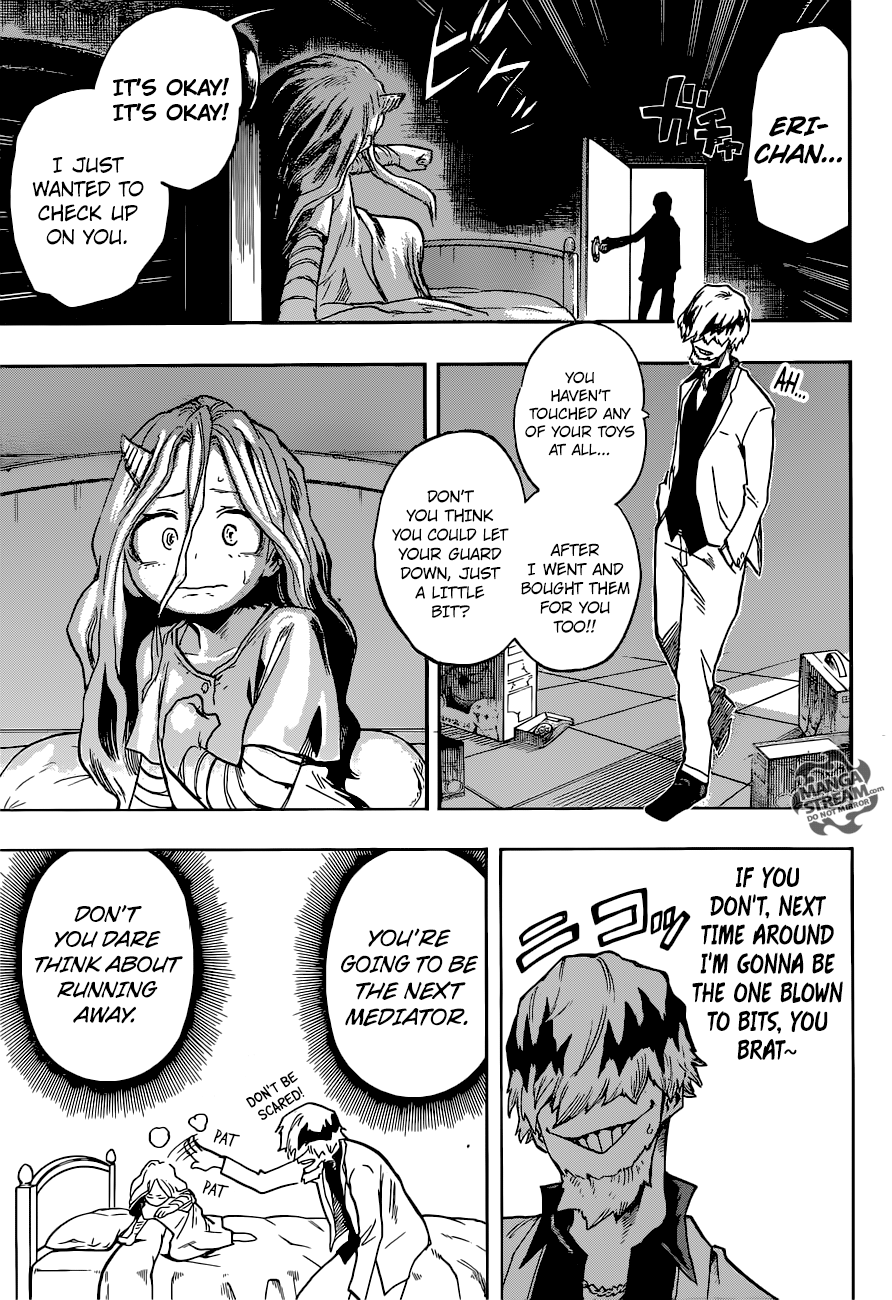 ERI-
CHAN...
ガチャ
ビクッ
IT'S OKAY!
IT'S OKAY!
I JUST
WANTED TO
CHECK UP
ON YOU.
AH...
YOU
HAVEN'T
TOUCHED ANY
OF YOUR TOYS
AT ALL...
AFTER
I WENT AND
BOUGHT THEM
FOR YOU
TOO!!
DON'T
YOU THINK
YOU COULD LET
YOUR GUARD
DOWN, JUST
A LITTLE
BIT?
MANGA
STREAM.com
DO NOT MIRROR
IF YOU
DON'T, NEXT
TIME AROUND
I'M GONNA BE
THE ONE BLOWN
TO BITS, YOU
BRAT~
ニコッ
YOU'RE
GOING TO BE
THE NEXT
MEDIATOR.
DON'T
YOU DARE
THINK ABOUT
RUNNING
AWAY.
DON'T BE
SCARED!
PAT
PAT